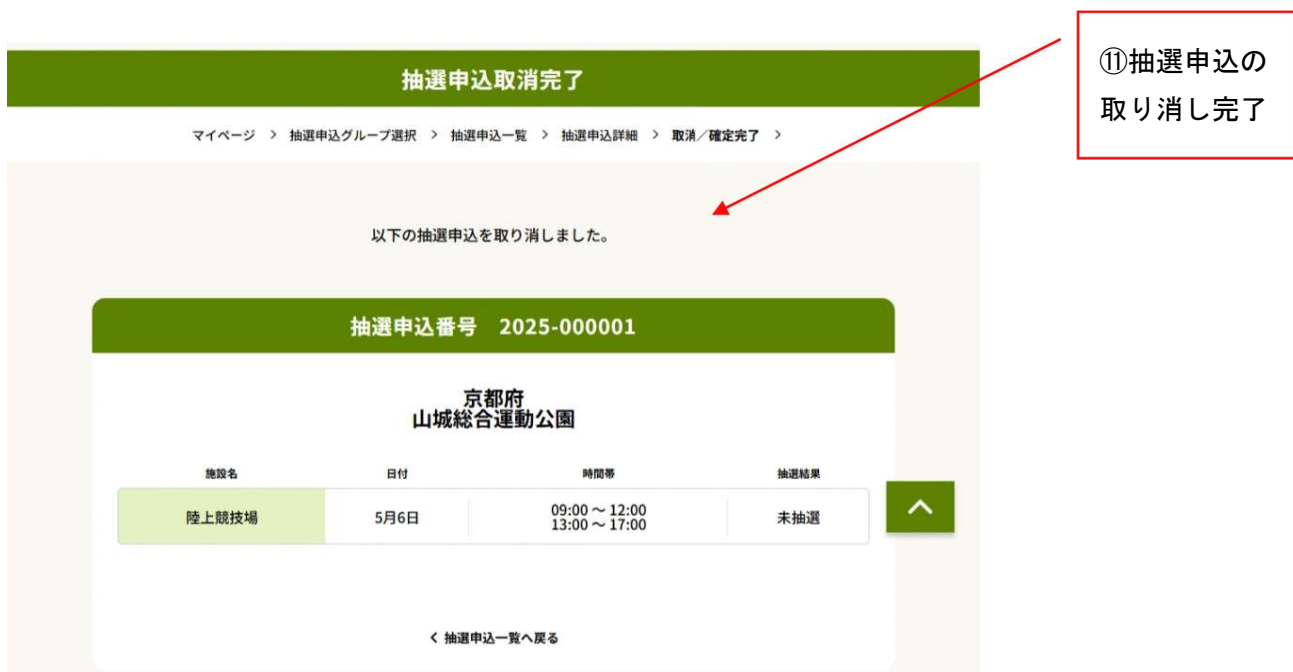 ⑪抽選申込の
取り消し完了
抽選申込取消完了
マイページ > 抽選申込グループ選択 > 抽選申込一覧 > 抽選申込詳細 > 取消／確定完了 >
以下の抽選申込を取り消しました。
抽選申込番号 2025-000001
京都府
山城総合運動公園
施設名 日付 時間帯 抽選結果
陸上競技場 5月6日 09:00 ～ 12:00 未抽選
13:00 ～ 17:00
< 抽選申込一覧へ戻る